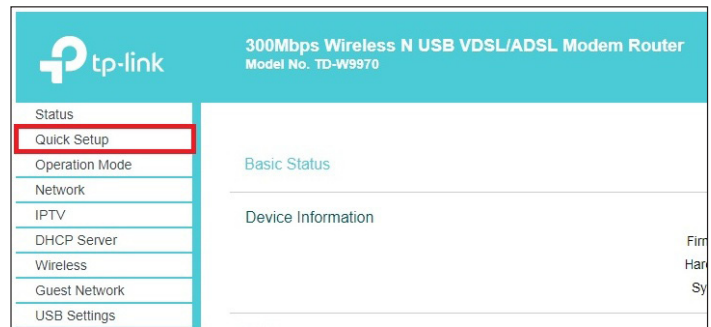 tp-link
300Mbps Wireless N USB VDSL/ADSL Modem Router
Model No. TD-W9970
Status
Quick Setup
Operation Mode
Network
IPTV
DHCP Server
Wireless
Guest Network
USB Settings
Basic Status
Device Information